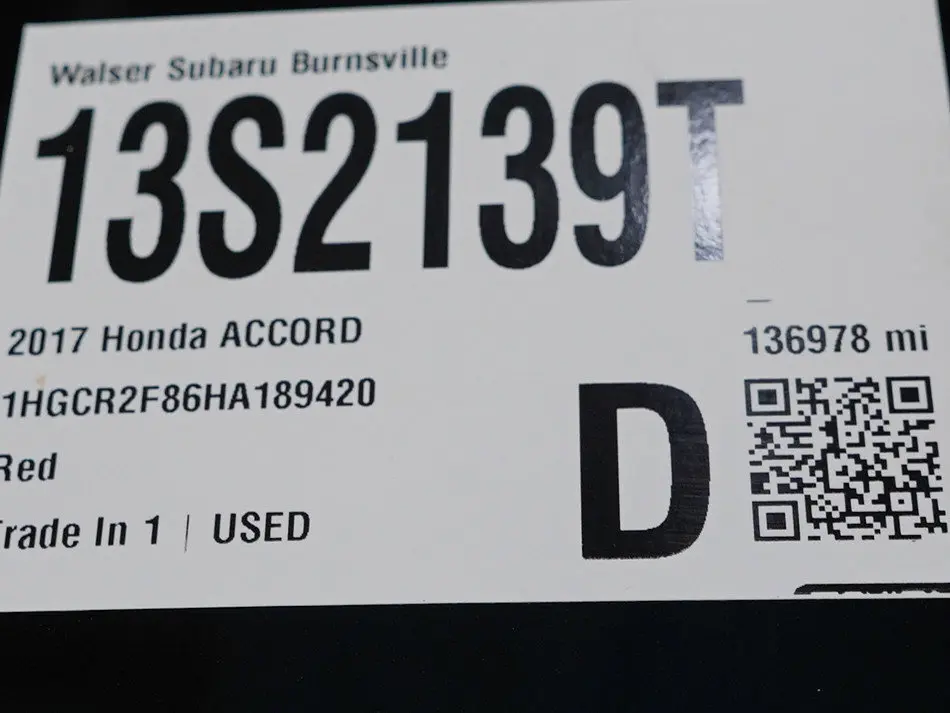 Walser Subaru Burnsville
13S2139T
2017 Honda ACCORD
136978 mi
1HGCR2F86HA189420
D
Red
Trade In 1 | USED